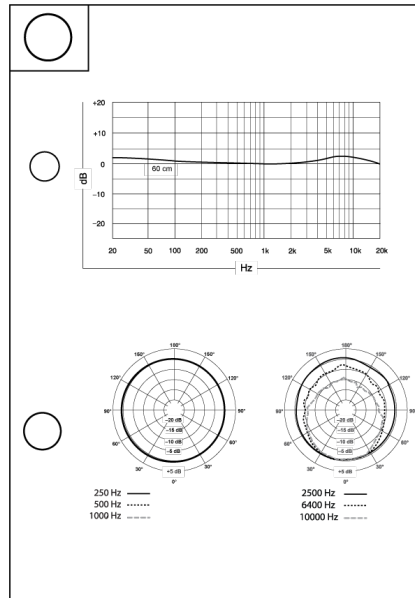 +20
+10
0
60 cm
dB
−10
−20
20 50 100 200 500 1k 2k 5k 10k 20k
Hz
180° 180°
150° 150° 150° 150°
120° 120° 120° 120°
90° 90° 90° 90°
−20 dB −20 dB
−15 dB −15 dB
60° −10 dB 60° 60° −10 dB 60°
−5 dB −5 dB
30° 30° 30° 30°
+5 dB +5 dB
0° 0°
250 Hz 2500 Hz
500 Hz 6400 Hz
1000 Hz 10000 Hz